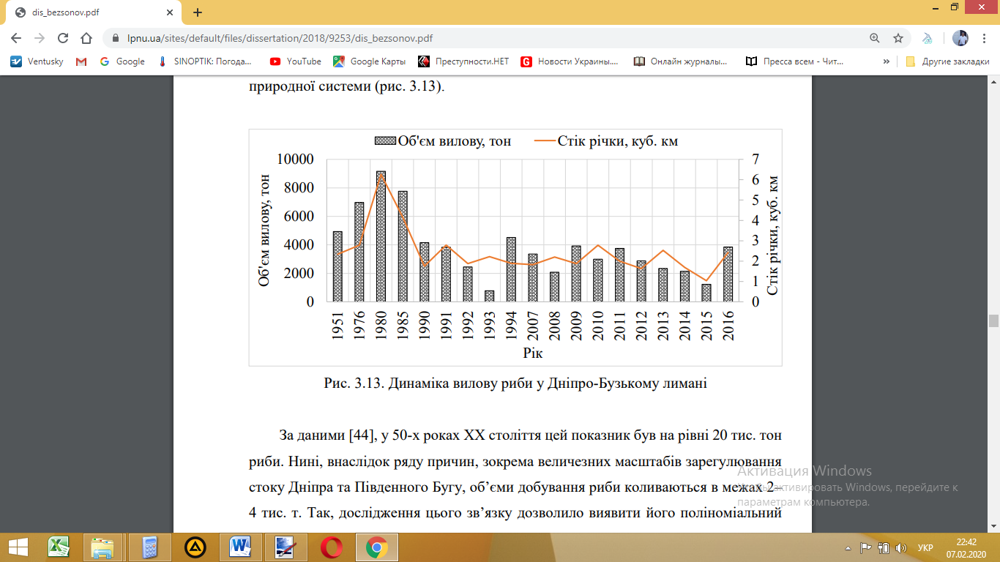 dis_bezsonov.pdf
lpnu.ua/sites/default/files/dissertation/2018/9253/dis_bezsonov.pdf
Ventusky
Google
SINOPTIK: Погода...
YouTube
Google Карты
Преступности.НЕТ
Новости Украины....
Онлайн журналы...
Пресса всем - Чит...
»
Другие закладки
природної системи (рис. 3.13).
Об'єм вилову, тон
Стік річки, куб. км
Об'єм вилову, тон
10000
8000
6000
4000
2000
0
7
6
5
4
3
2
1
0
Стік річки, куб. км
1951
1976
1980
1985
1990
1991
1992
1993
1994
2007
2008
2009
2010
2011
2012
2013
2014
2015
2016
Рік
Рис. 3.13. Динаміка вилову риби у Дніпро-Бузькому лимані
За даними [44], у 50-х роках XX століття цей показник був на рівні 20 тис. тон
риби. Нині, внаслідок ряду причин, зокрема величезних масштабів зарегулювання
стоку Дніпра та Південного Бугу, об’єми добування риби коливаються в межах 2–
4 тис. т. Так, дослідження цього зв’язку дозволило виявити його поліноміальний
Активация Windows
Чтобы активировать Windows, перейдите к
параметрам компьютера.
УКР
22:42
07.02.2020